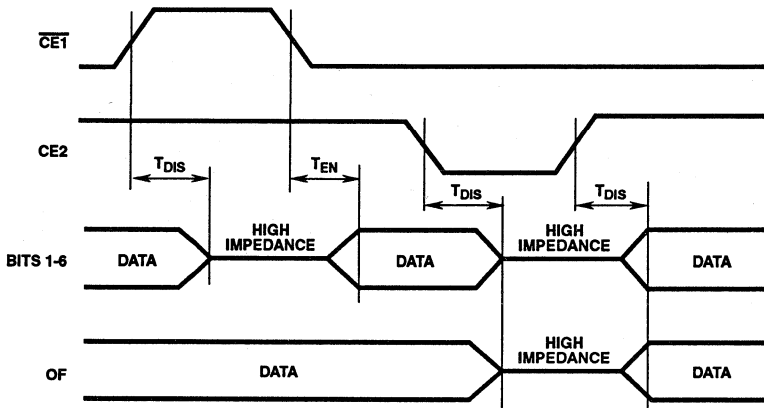 CE1
CE2
TDIS
TEN
TDIS
TDIS
BITS 1-6
DATA
HIGH
IMPEDANCE
DATA
HIGH
IMPEDANCE
DATA
OF
DATA
HIGH
IMPEDANCE
DATA